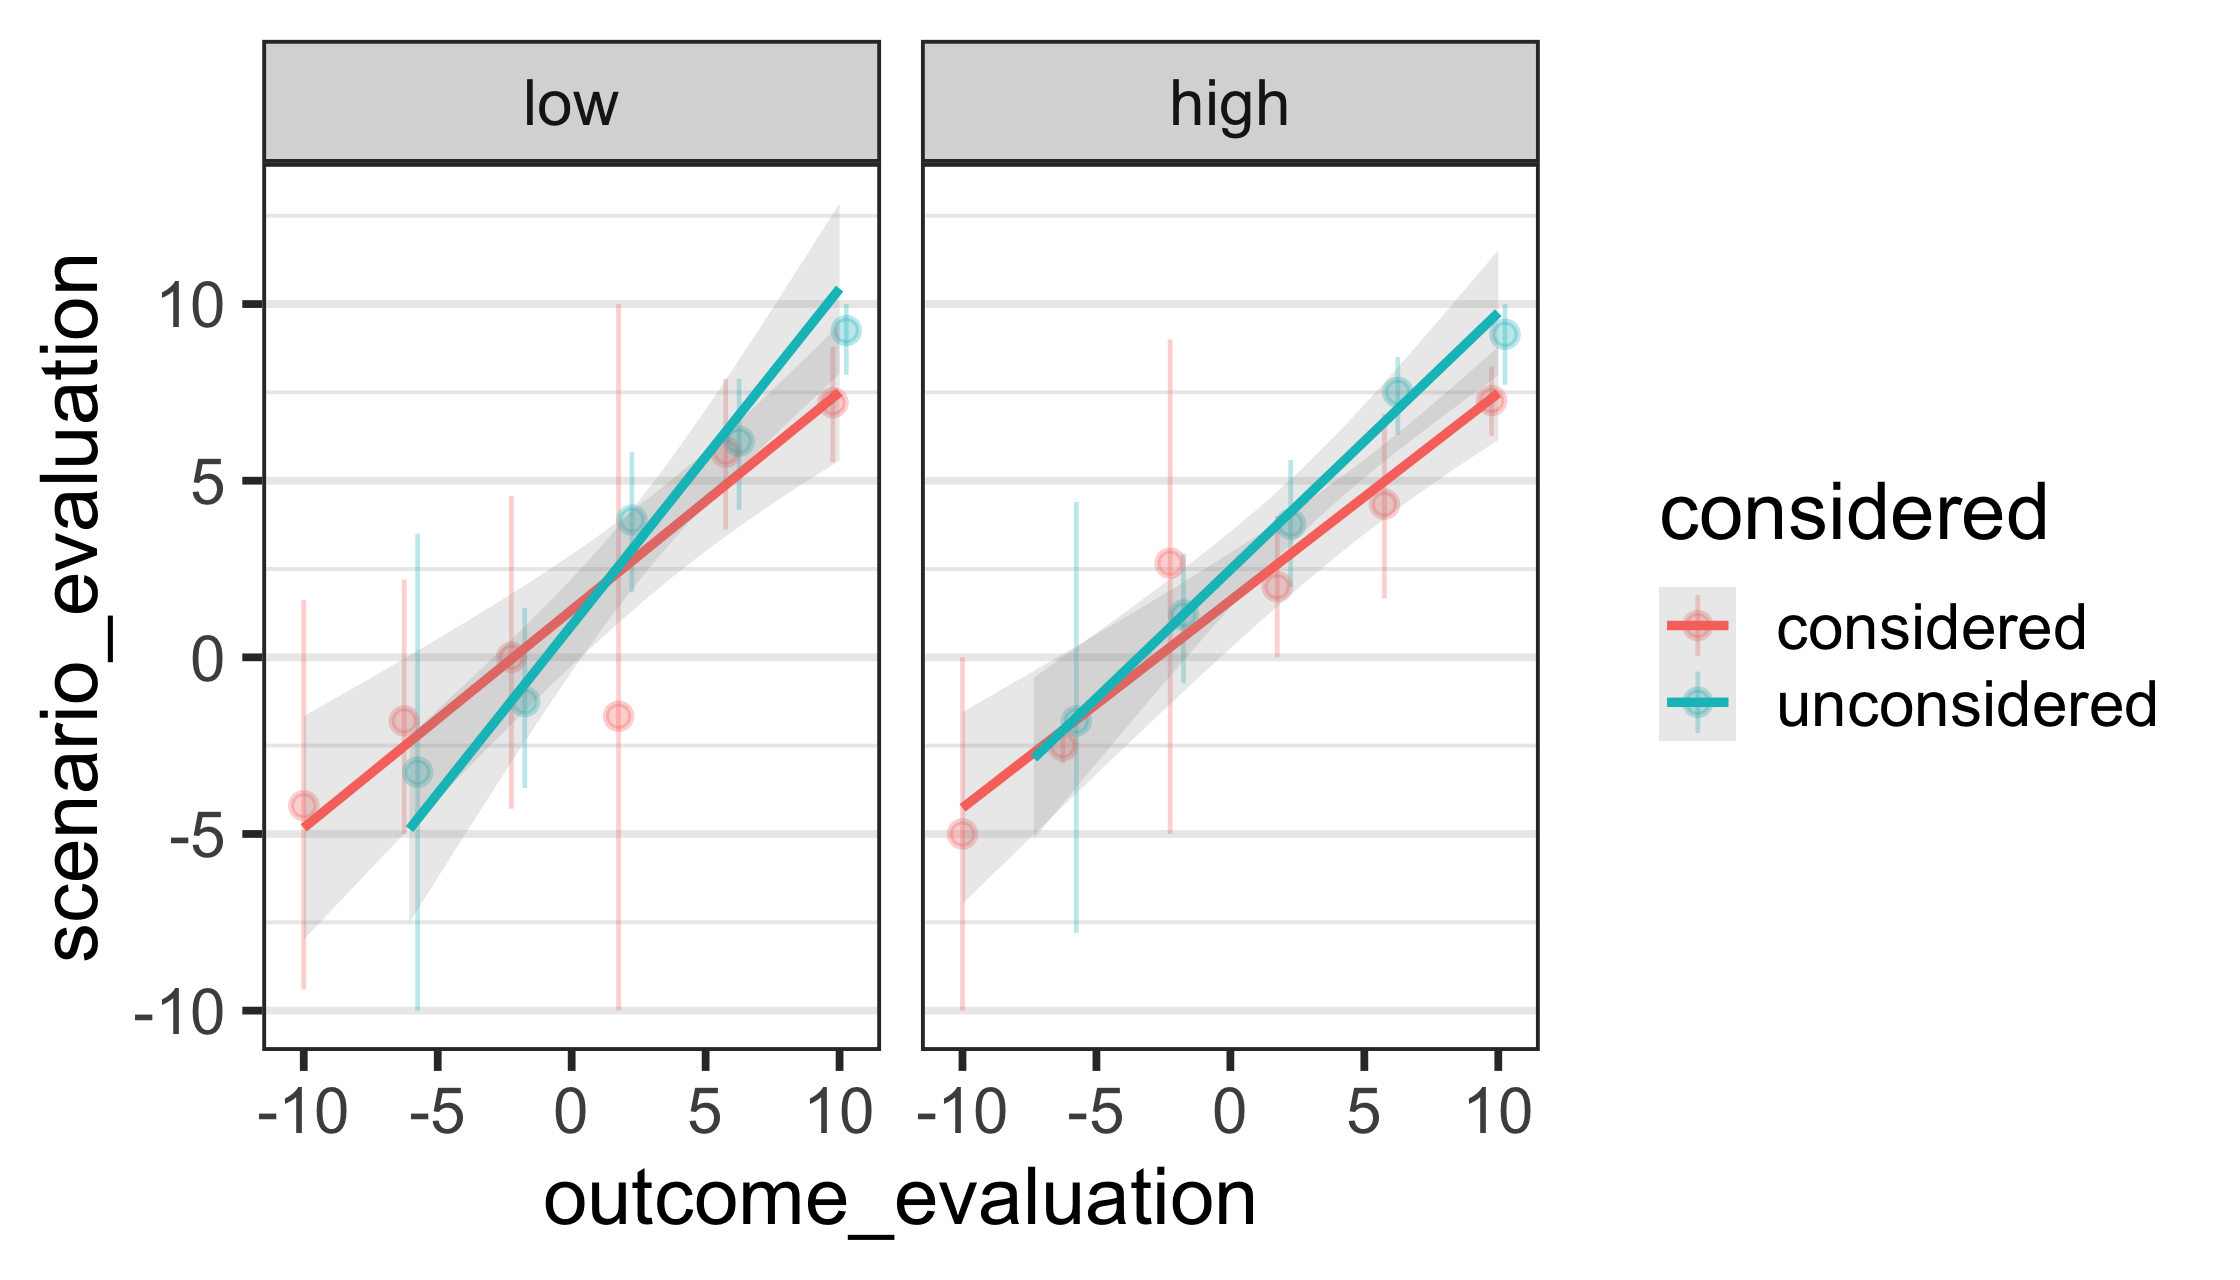 low
high
scenario_evaluation
10
5
0
-5
-10
-10 -5 0 5 10
-10 -5 0 5 10
outcome_evaluation
considered
considered
unconsidered